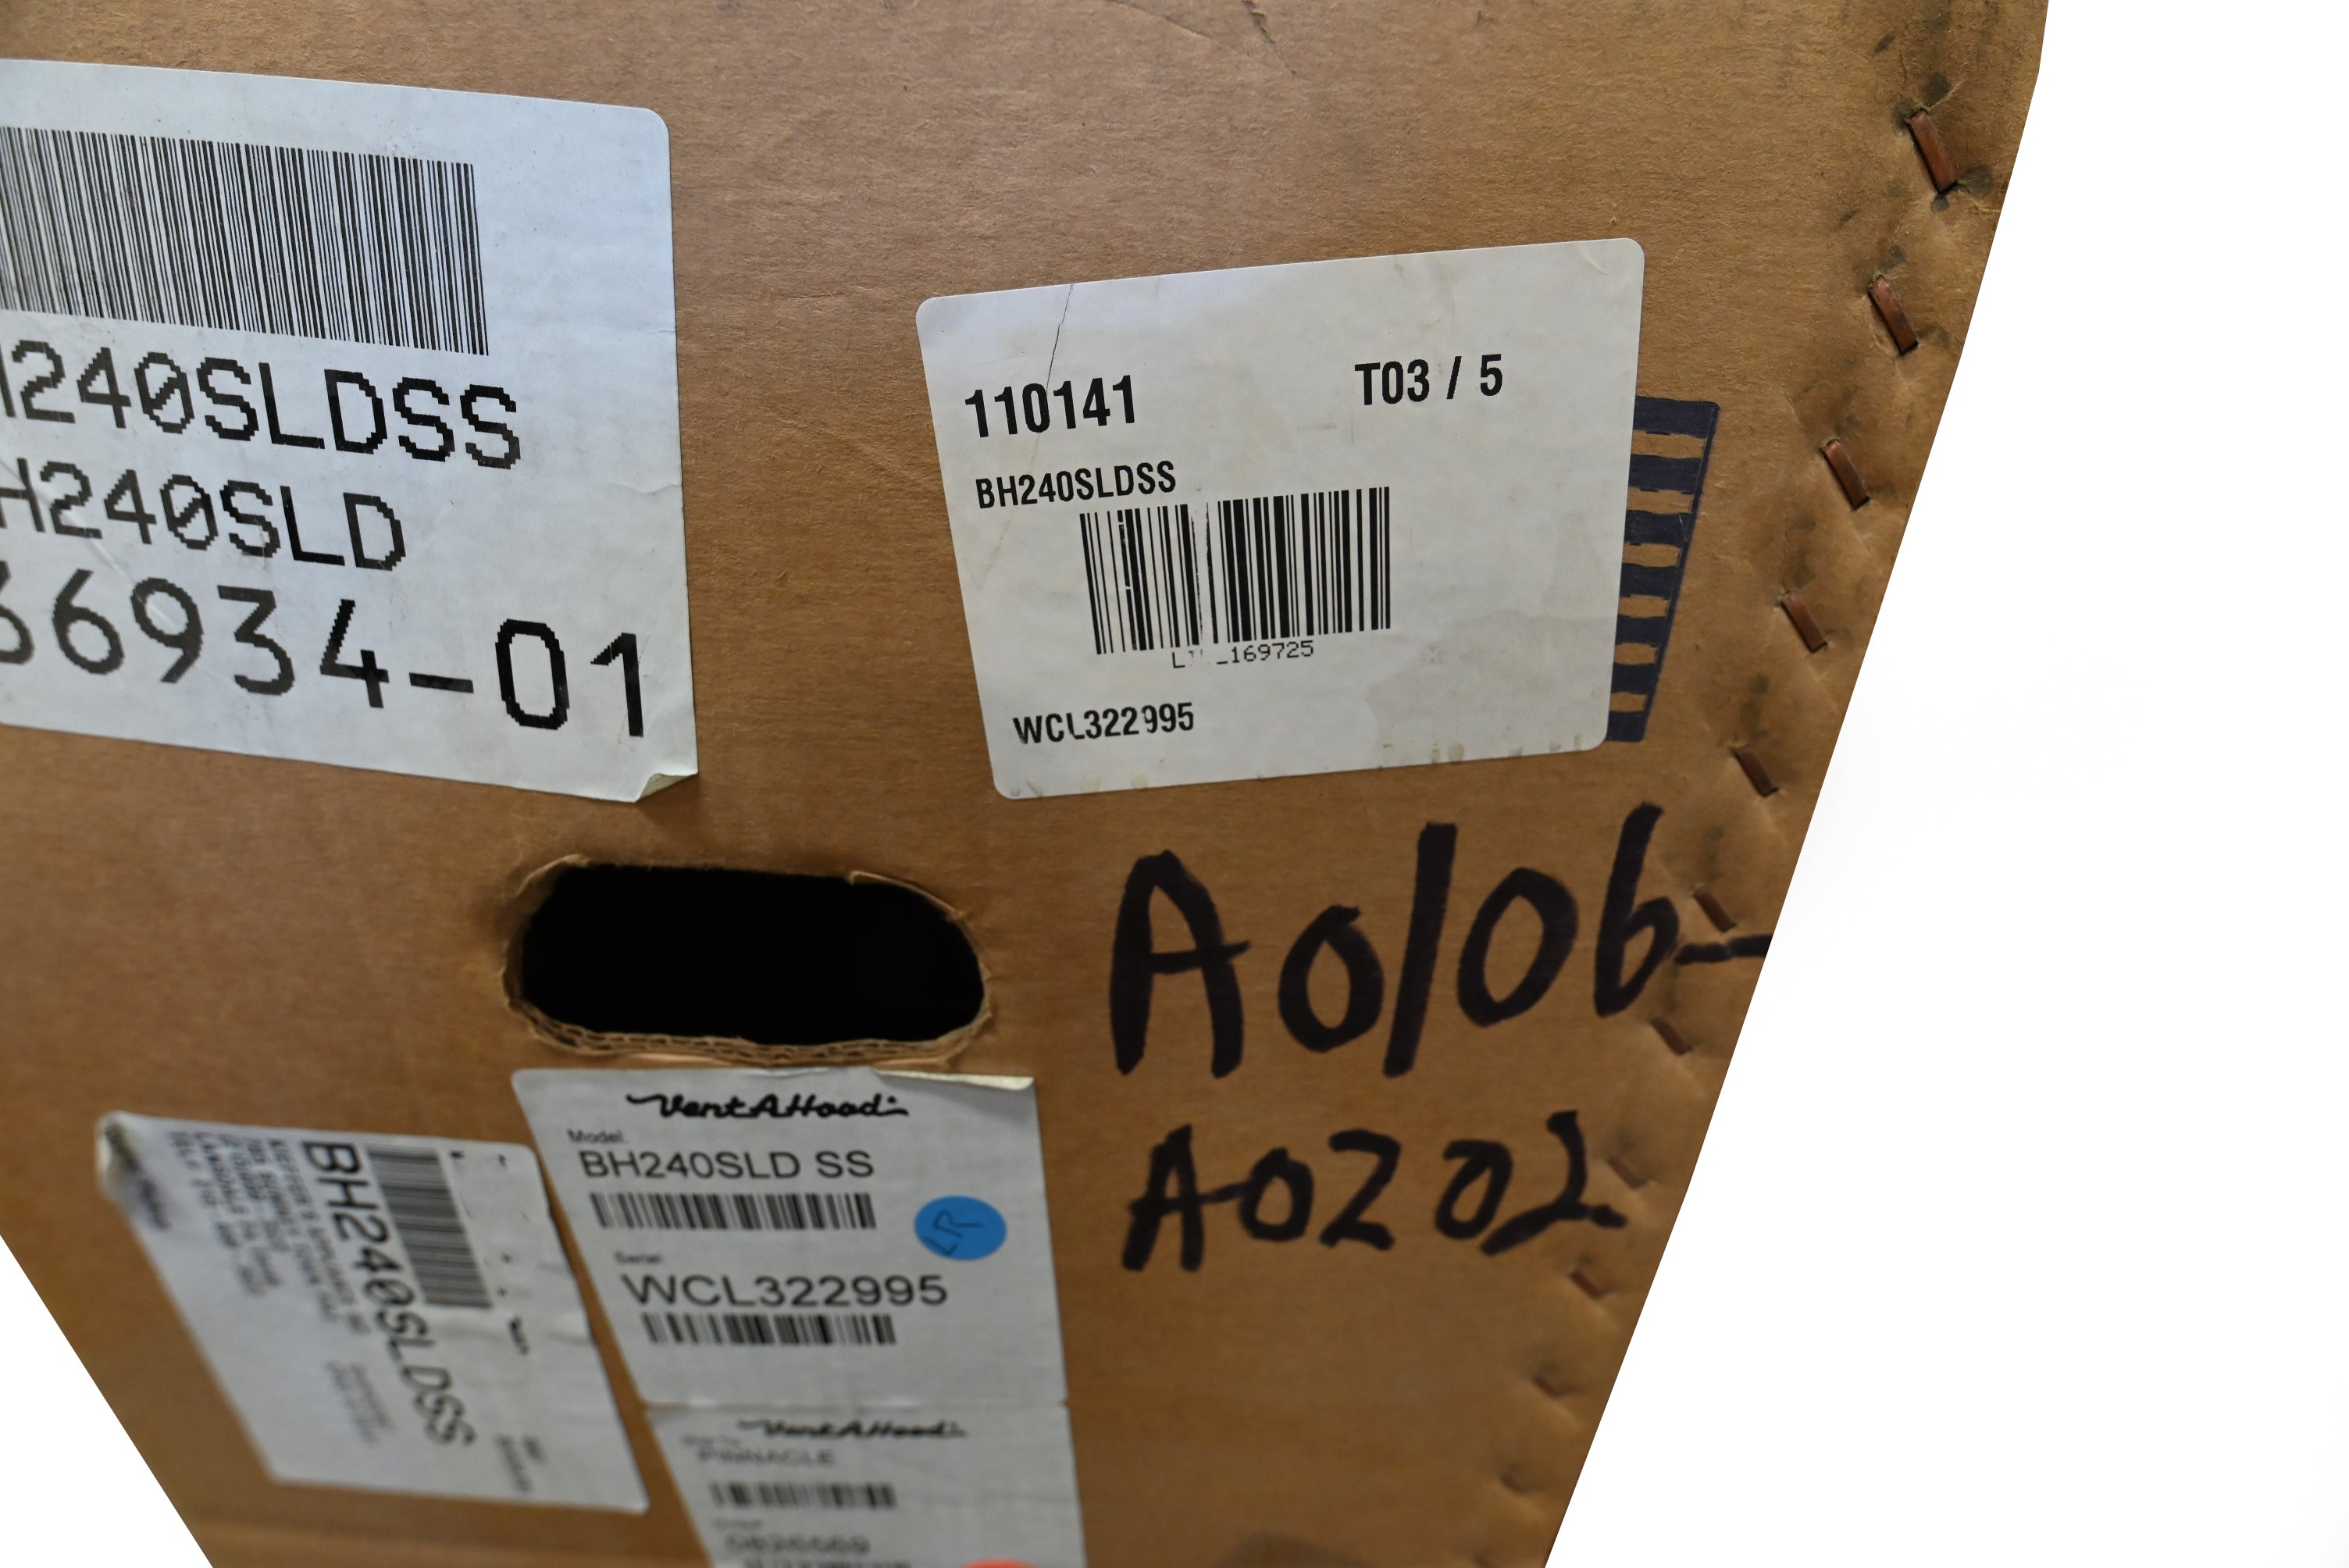 H240SLDSS
H240SLD
36934-01
110141 T03 / 5
BH240SLDSS
169725
WCL322995
A0106-
A0202
VentAHood
Model:
BH240SLD SS
LR
Serial:
WCL322995
BH240SLDSS
VentAHood
PINNACLE